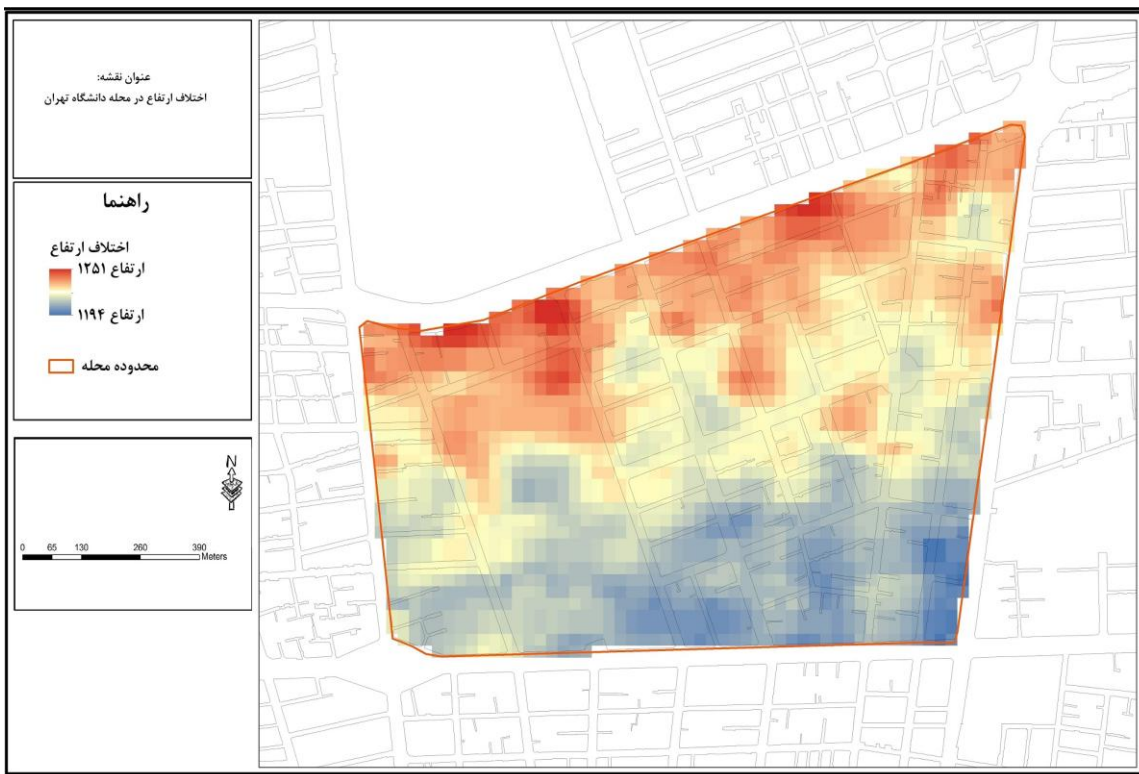 عنوان نقشه:
اختلاف ارتفاع در محله دانشگاه تهران
راهنما
اختلاف ارتفاع
ارتفاع ۱۲۵۱
ارتفاع ۱۱۹۴
محدوده محله
N
0 65 130 260 390
Meters